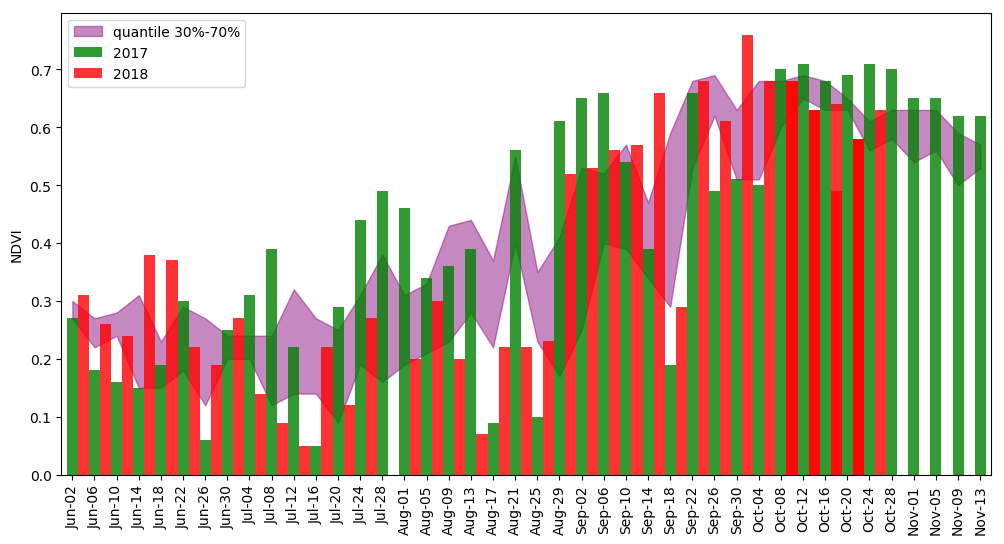 quantile 30%-70%
2017
2018
NDVI
0.7
0.6
0.5
0.4
0.3
0.2
0.1
0.0
Jun-02
Jun-06
Jun-10
Jun-14
Jun-18
Jun-22
Jun-26
Jun-30
Jul-04
Jul-08
Jul-12
Jul-16
Jul-20
Jul-24
Jul-28
Aug-01
Aug-05
Aug-09
Aug-13
Aug-17
Aug-21
Aug-25
Aug-29
Sep-02
Sep-06
Sep-10
Sep-14
Sep-18
Sep-22
Sep-26
Sep-30
Oct-04
Oct-08
Oct-12
Oct-16
Oct-20
Oct-24
Oct-28
Nov-01
Nov-05
Nov-09
Nov-13